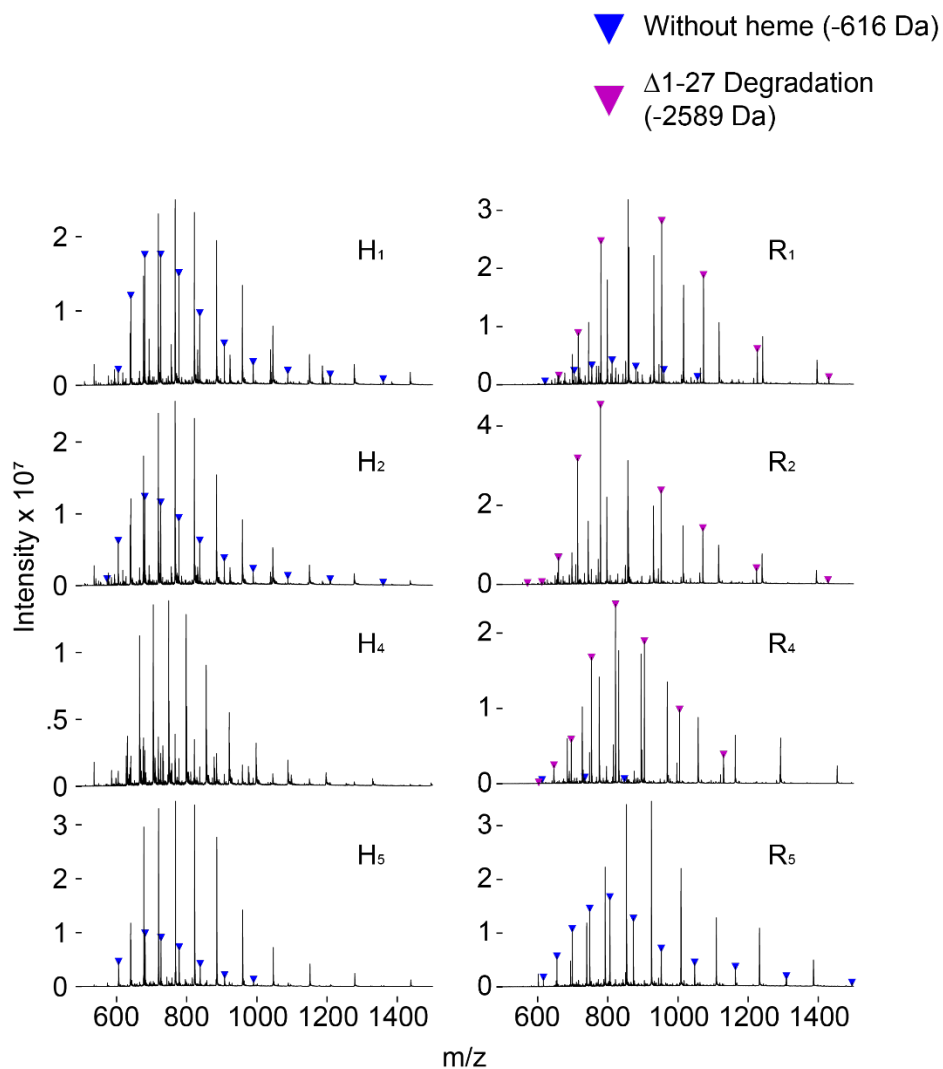 Without heme (-616 Da)
Δ1-27 Degradation
(-2589 Da)
Intensity x 10⁷
H₁
2
1
0
R₁
3
2
1
0
H₂
2
1
0
R₂
4
2
0
H₄
1
.5
0
R₄
2
1
0
H₅
3
2
1
0
R₅
3
2
1
0
600 800 1000 1200 1400
600 800 1000 1200 1400
m/z